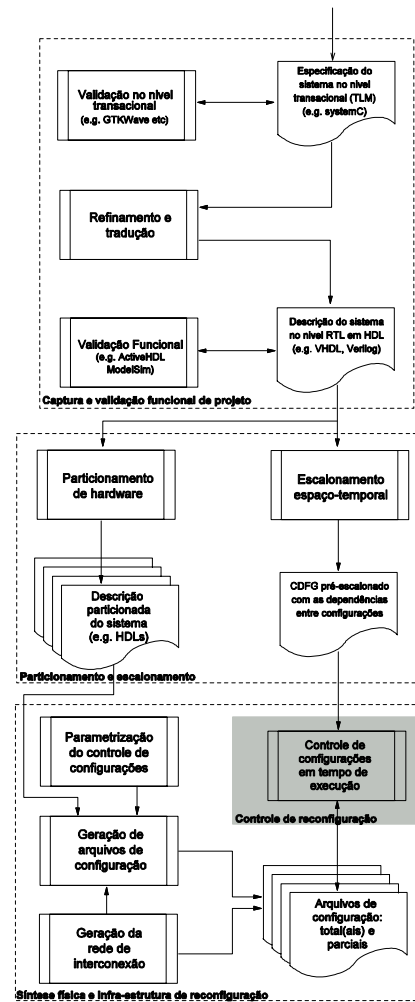 Especificação do
sistema no nível
transacional (TLM)
(e.g. systemC)
Validação no nível
transacional
(e.g. GTKWave etc)
Refinamento e
tradução
Descrição do sistema
no nível RTL em HDL
(e.g. VHDL, Verilog)
Validação Funcional
(e.g. ActiveHDL
ModelSim)
Captura e validação funcional de projeto
Particionamento
de hardware
Escalonamento
espaço-temporal
Descrição
particionada
do sistema
(e.g. HDLs)
CDFG pré-escalonado
com as dependências
entre configurações
Particionamento e escalonamento
Parametrização
do controle de
configurações
Controle de
configurações
em tempo de
execução
Controle de reconfiguração
Geração de
arquivos de
configuração
Geração da
rede de
interconexão
Arquivos de
configuração:
total(ais) e
parciais
Síntese física e infra-estrutura de reconfiguração